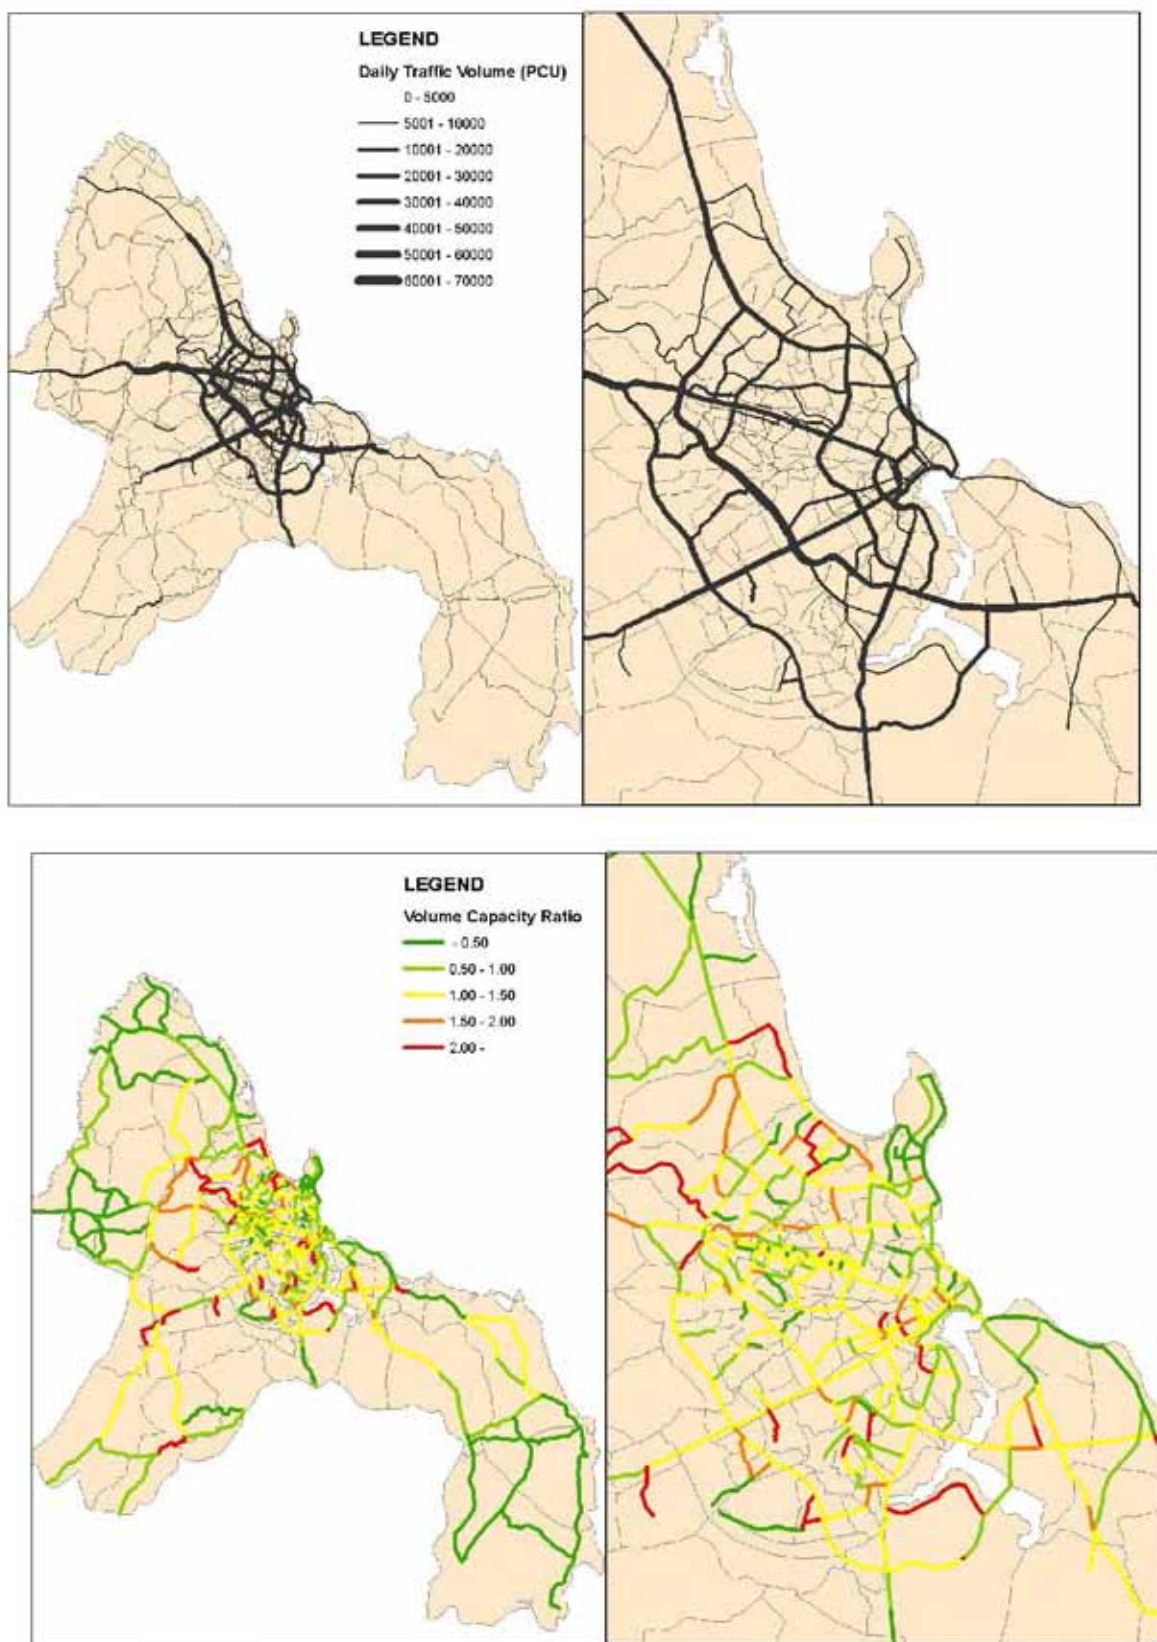 LEGEND
Daily Traffic Volume (PCU)
0 - 5000
5001 - 10000
10001 - 20000
20001 - 30000
30001 - 40000
40001 - 50000
50001 - 60000
60001 - 70000
LEGEND
Volume Capacity Ratio
- 0.50
0.50 - 1.00
1.00 - 1.50
1.50 - 2.00
2.00 -